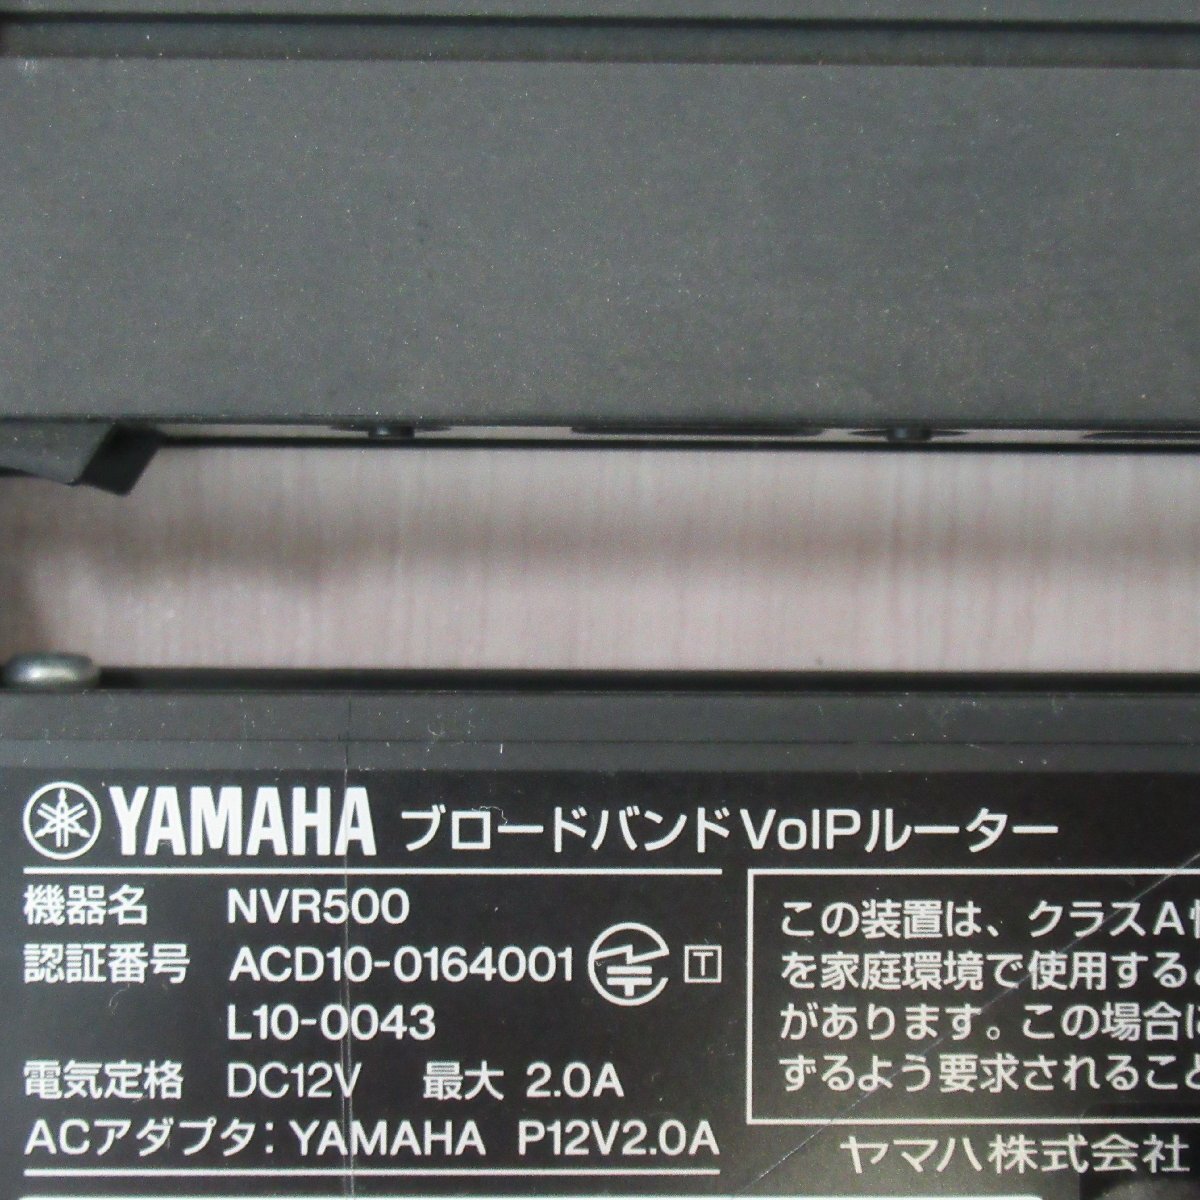 YAMAHA ブロードバンドVoIPルーター
機器名 NVR500
認証番号 ACD10-0164001 T
L10-0043
電気定格 DC12V 最大 2.0A
ACアダプタ: YAMAHA P12V2.0A
この装置は、クラスA
を家庭環境で使用する
があります。この場合に
ずるよう要求されること
ヤマハ株式会社